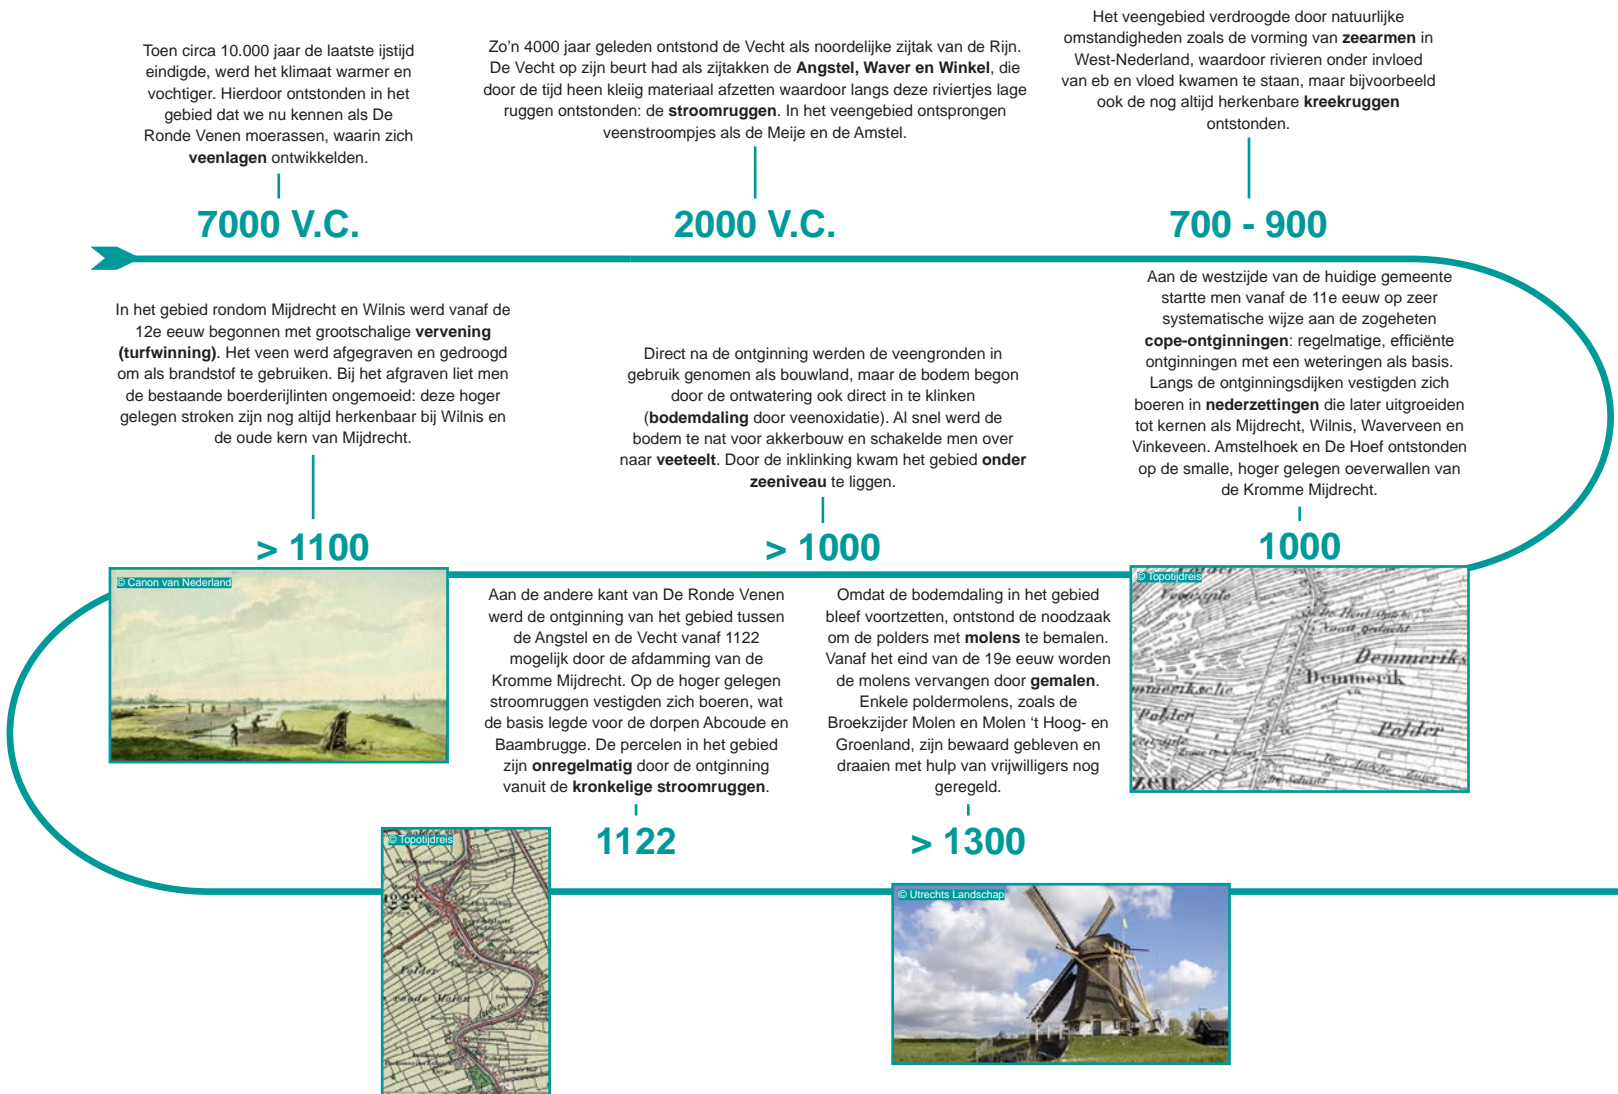 Toen circa 10.000 jaar de laatste ijstijd
eindigde, werd het klimaat warmer en
vochtiger. Hierdoor ontstonden in het
gebied dat we nu kennen als De
Ronde Venen moerassen, waarin zich
veenlagen ontwikkelden.
7000 V.C.
Zo'n 4000 jaar geleden ontstond de Vecht als noordelijke zijtak van de Rijn.
De Vecht op zijn beurt had als zijtakken de Angstel, Waver en Winkel, die
door de tijd heen kleiig materiaal afzetten waardoor langs deze riviertjes lage
ruggen ontstonden: de stroomruggen. In het veengebied ontsprongen
veenstroompjes als de Meije en de Amstel.
2000 V.C.
Het veengebied verdroogde door natuurlijke
omstandigheden zoals de vorming van zeearmen in
West-Nederland, waardoor rivieren onder invloed
van eb en vloed kwamen te staan, maar bijvoorbeeld
ook de nog altijd herkenbare kreekruggen
ontstonden.
700 - 900
Aan de westzijde van de huidige gemeente
startte men vanaf de 11e eeuw op zeer
systematische wijze aan de zogeheten
cope-ontginningen: regelmatige, efficiënte
ontginningen met een weteringen als basis.
Langs de ontginningsdijken vestigden zich
boeren in nederzettingen die later uitgroeiden
tot kernen als Mijdrecht, Wilnis, Waverveen en
Vinkeveen. Amstelhoek en De Hoef ontstonden
op de smalle, hoger gelegen oeverwallen van
de Kromme Mijdrecht.
1000
© Topotijdreis
Demmeriks
Demmerik
Polder
Polder
Direct na de ontginning werden de veengronden in
gebruik genomen als bouwland, maar de bodem begon
door de ontwatering ook direct in te klinken
(bodemdaling door veenoxidatie). Al snel werd de
bodem te nat voor akkerbouw en schakelde men over
naar veeteelt. Door de inklinking kwam het gebied onder
zeeniveau te liggen.
> 1000
In het gebied rondom Mijdrecht en Wilnis werd vanaf de
12e eeuw begonnen met grootschalige vervening
(turfwinning). Het veen werd afgegraven en gedroogd
om als brandstof te gebruiken. Bij het afgraven liet men
de bestaande boerderijlinten ongemoeid: deze hoger
gelegen stroken zijn nog altijd herkenbaar bij Wilnis en
de oude kern van Mijdrecht.
> 1100
© Canon van Nederland
Aan de andere kant van De Ronde Venen
werd de ontginning van het gebied tussen
de Angstel en de Vecht vanaf 1122
mogelijk door de afdamming van de
Kromme Mijdrecht. Op de hoger gelegen
stroomruggen vestigden zich boeren, wat
de basis legde voor de dorpen Abcoude en
Baambrugge. De percelen in het gebied
zijn onregelmatig door de ontginning
vanuit de kronkelige stroomruggen.
1122
© Topotijdreis
Polder
Omdat de bodemdaling in het gebied
bleef voortzetten, ontstond de noodzaak
om de polders met molens te bemalen.
Vanaf het eind van de 19e eeuw worden
de molens vervangen door gemalen.
Enkele poldermolens, zoals de
Broekzijder Molen en Molen ‘t Hoog- en
Groenland, zijn bewaard gebleven en
draaien met hulp van vrijwilligers nog
geregeld.
> 1300
© Utrechts Landschap